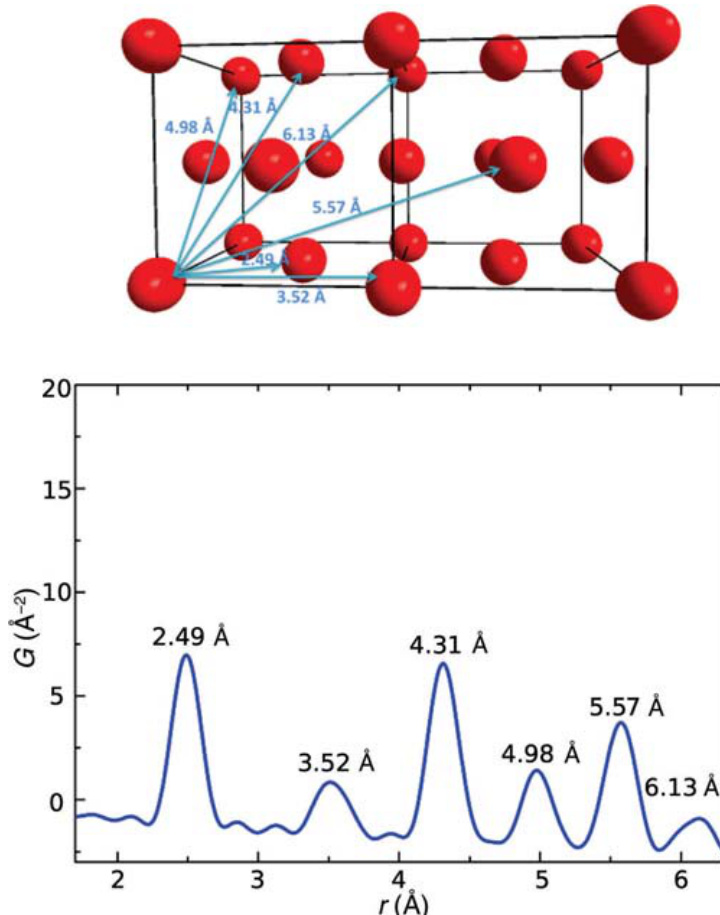 4.98 Å
4.31 Å
6.13 Å
5.57 Å
2.49 Å
3.52 Å
20
15
10
5
0
G (Å⁻²)
2.49 Å
3.52 Å
4.31 Å
4.98 Å
5.57 Å
6.13 Å
2 3 4 5 6
r (Å)